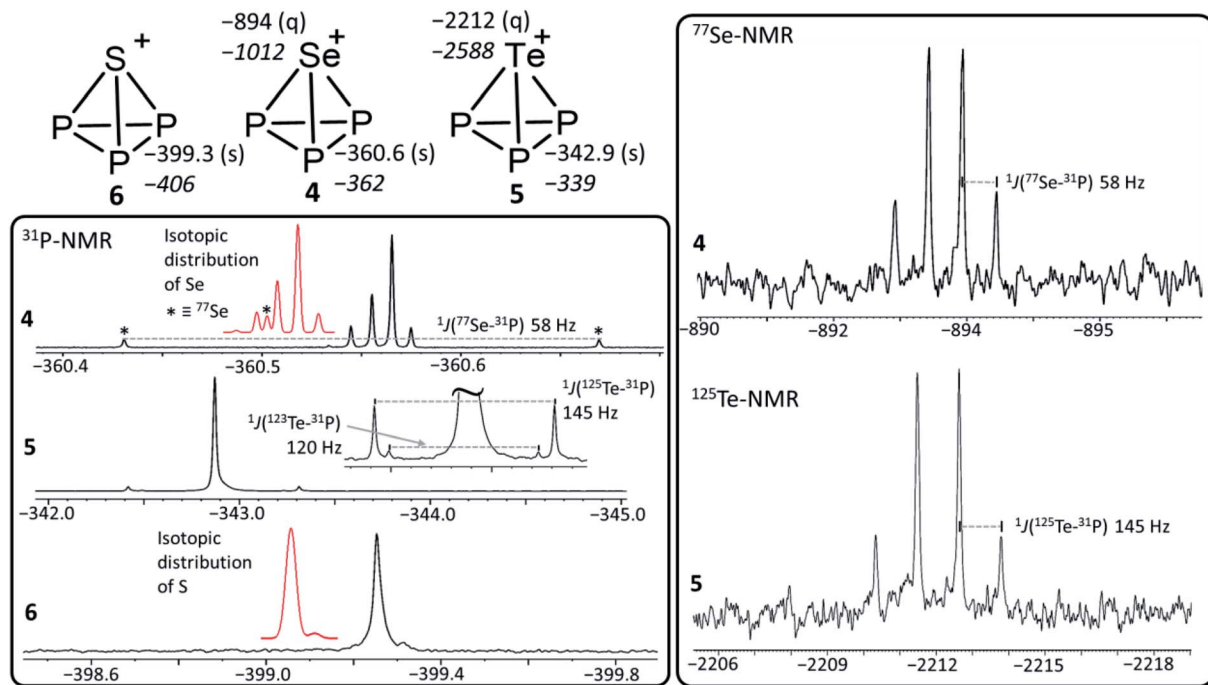 −894 (q)
−1012
−2212 (q)
−2588
S +
Se +
Te +
P P P
P P P
P P P
−399.3 (s)
−406
−360.6 (s)
−362
−342.9 (s)
−339
6
4
5
³¹P-NMR
Isotopic
distribution
of Se
* ≡ ⁷⁷Se
*
*
*
¹J(⁷⁷Se-³¹P) 58 Hz
4
−360.4 −360.5 −360.6
¹J(¹²⁵Te-³¹P)
145 Hz
¹J(¹²³Te-³¹P)
120 Hz
5
−342.0 −343.0 −344.0 −345.0
Isotopic
distribution
of S
6
−398.6 −399.0 −399.4 −399.8
⁷⁷Se-NMR
¹J(⁷⁷Se-³¹P) 58 Hz
4
−890 −892 −894 −895
¹²⁵Te-NMR
¹J(¹²⁵Te-³¹P) 145 Hz
5
−2206 −2209 −2212 −2215 −2218